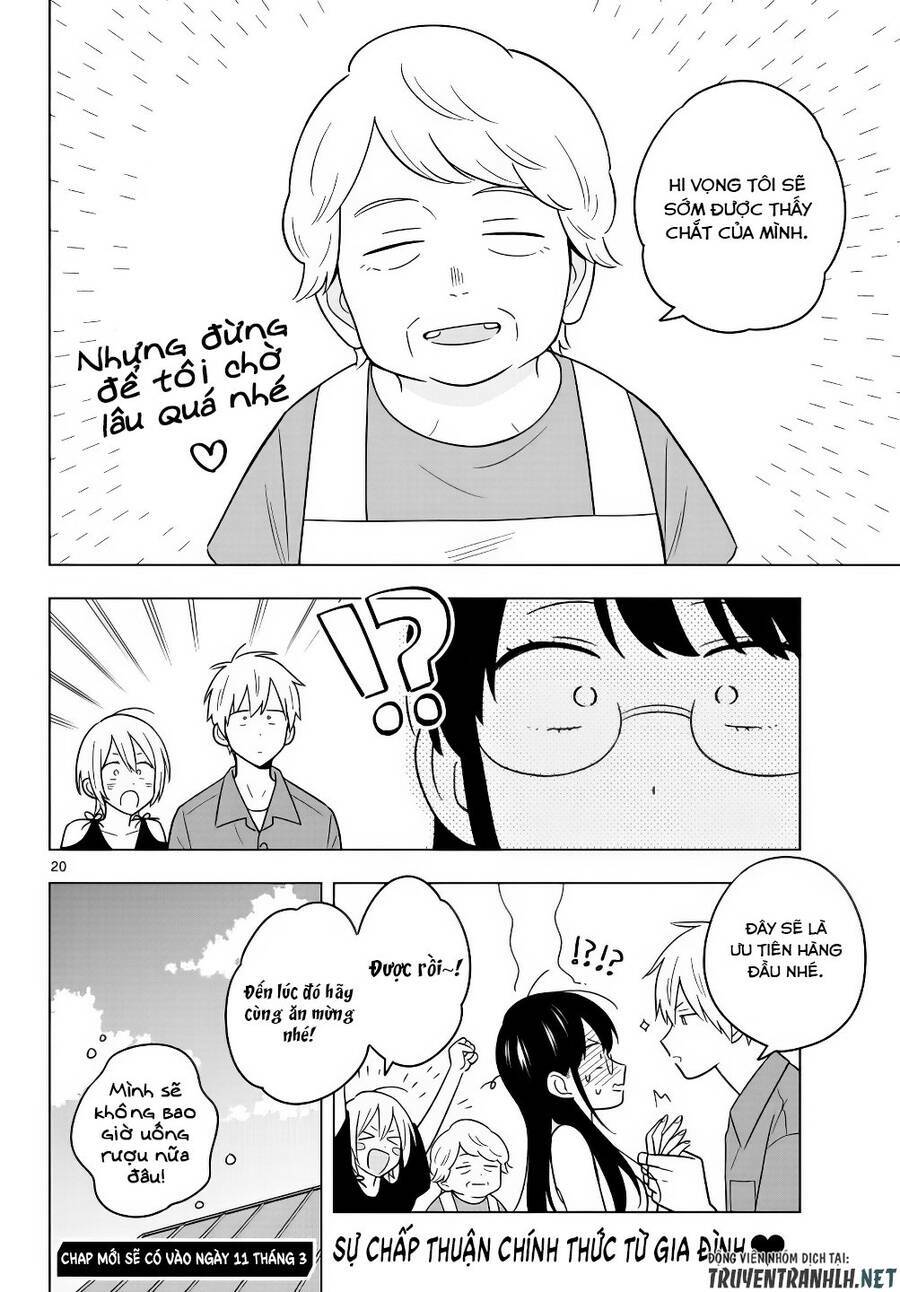 HI VỌNG TÔI SẼ
SỚM ĐƯỢC THẤY
CHẮT CỦA MÌNH.
Nhưng đừng
để tôi chờ
lâu quá nhé
!?
20
ĐÂY SẼ LÀ
ƯU TIÊN HÀNG
ĐẦU NHÉ.
!?!?
Được rồi~!
Đến lúc đó hãy
cùng ăn mừng
nhé!
Mình sẽ
không bao
giờ uống
rượu nữa
đâu!
CHAP MỚI SẼ CÓ VÀO NGÀY 11 THÁNG 3
SỰ CHẤP THUẬN CHÍNH THỨC TỪ GIA ĐÌNH
ĐỘNG VIÊN NHÓM DỊCH TẠI:
TRUYENTRANHLH.NET